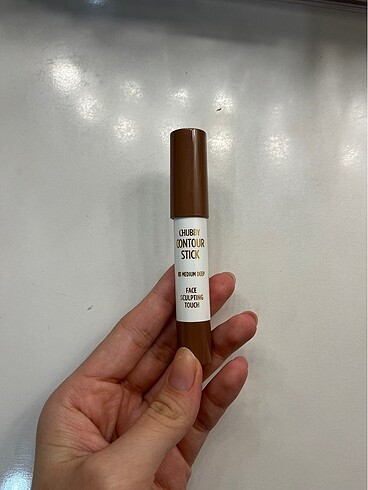 CHUBBY
CONTOUR
STICK
MEDIUM DEEP
FACE
SCULPTING
TOUCH